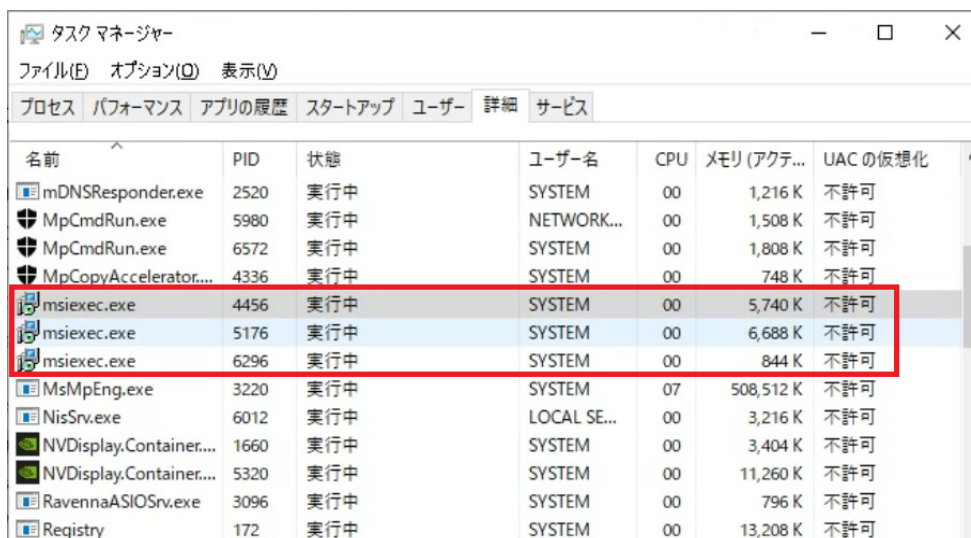 タスク マネージャー
ファイル(F) オプション(O) 表示(V)
プロセス パフォーマンス アプリの履歴 スタートアップ ユーザー 詳細 サービス
名前 PID 状態 ユーザー名 CPU メモリ (アクテ... UAC の仮想化
mDNSResponder.exe 2520 実行中 SYSTEM 00 1,216 K 不許可
MpCmdRun.exe 5980 実行中 NETWORK... 00 1,508 K 不許可
MpCmdRun.exe 6572 実行中 SYSTEM 00 1,808 K 不許可
MpCopyAccelerator.... 4336 実行中 SYSTEM 00 748 K 不許可
msiexec.exe 4456 実行中 SYSTEM 00 5,740 K 不許可
msiexec.exe 5176 実行中 SYSTEM 00 6,688 K 不許可
msiexec.exe 6296 実行中 SYSTEM 00 844 K 不許可
MsMpEng.exe 3220 実行中 SYSTEM 07 508,512 K 不許可
NisSrv.exe 6012 実行中 LOCAL SE... 00 3,216 K 不許可
NVDisplay.Container.... 1660 実行中 SYSTEM 00 3,404 K 不許可
NVDisplay.Container.... 5320 実行中 SYSTEM 00 11,260 K 不許可
RavennaASIOSrv.exe 3096 実行中 SYSTEM 00 796 K 不許可
Registry 172 実行中 SYSTEM 00 13,208 K 不許可